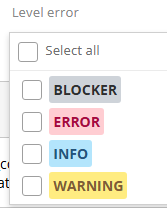 Level error
Select all
BLOCKER
ERROR
INFO
WARNING